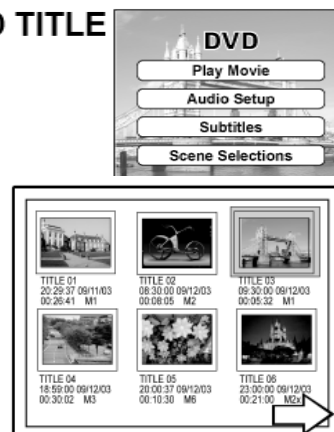 TITLE
DVD
Play Movie
Audio Setup
Subtitles
Scene Selections
TITLE 01
20:29:37 09/11/03
00:26:41 M1
TITLE 02
08:30:00 09/12/03
00:08:05 M2
TITLE 03
09:30:00 09/12/03
00:05:32 M1
TITLE 04
18:59:00 09/12/03
00:30:02 M3
TITLE 05
20:00:37 09/12/03
00:10:30 M6
TITLE 06
23:00:00 09/12/03
00:21:00